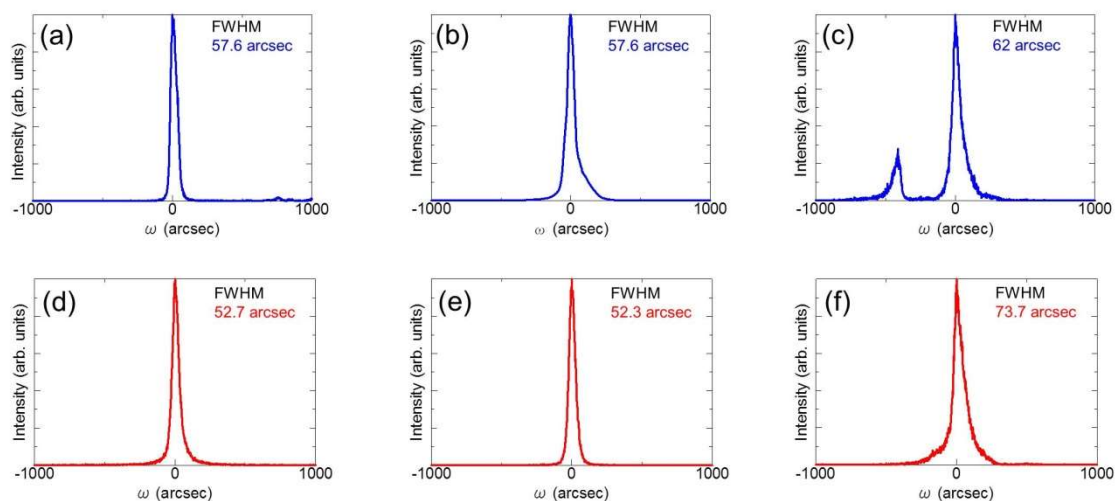 (a)
FWHM
57.6 arcsec
Intensity (arb. units)
-1000
0
1000
ω (arcsec)
(b)
FWHM
57.6 arcsec
Intensity (arb. units)
-1000
0
1000
ω (arcsec)
(c)
FWHM
62 arcsec
Intensity (arb. units)
-1000
0
1000
ω (arcsec)
(d)
FWHM
52.7 arcsec
Intensity (arb. units)
-1000
0
1000
ω (arcsec)
(e)
FWHM
52.3 arcsec
Intensity (arb. units)
-1000
0
1000
ω (arcsec)
(f)
FWHM
73.7 arcsec
Intensity (arb. units)
-1000
0
1000
ω (arcsec)